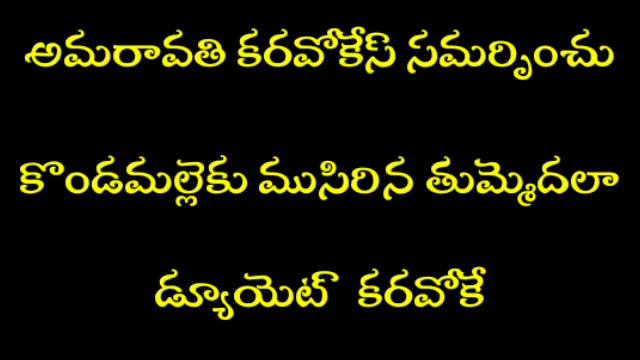 అమరావతి కరవోకేస్ సమర్పించు
కొండమల్లెకు ముసిరిన తుమ్మెదలా
డ్యూయెట్ కరవోకే